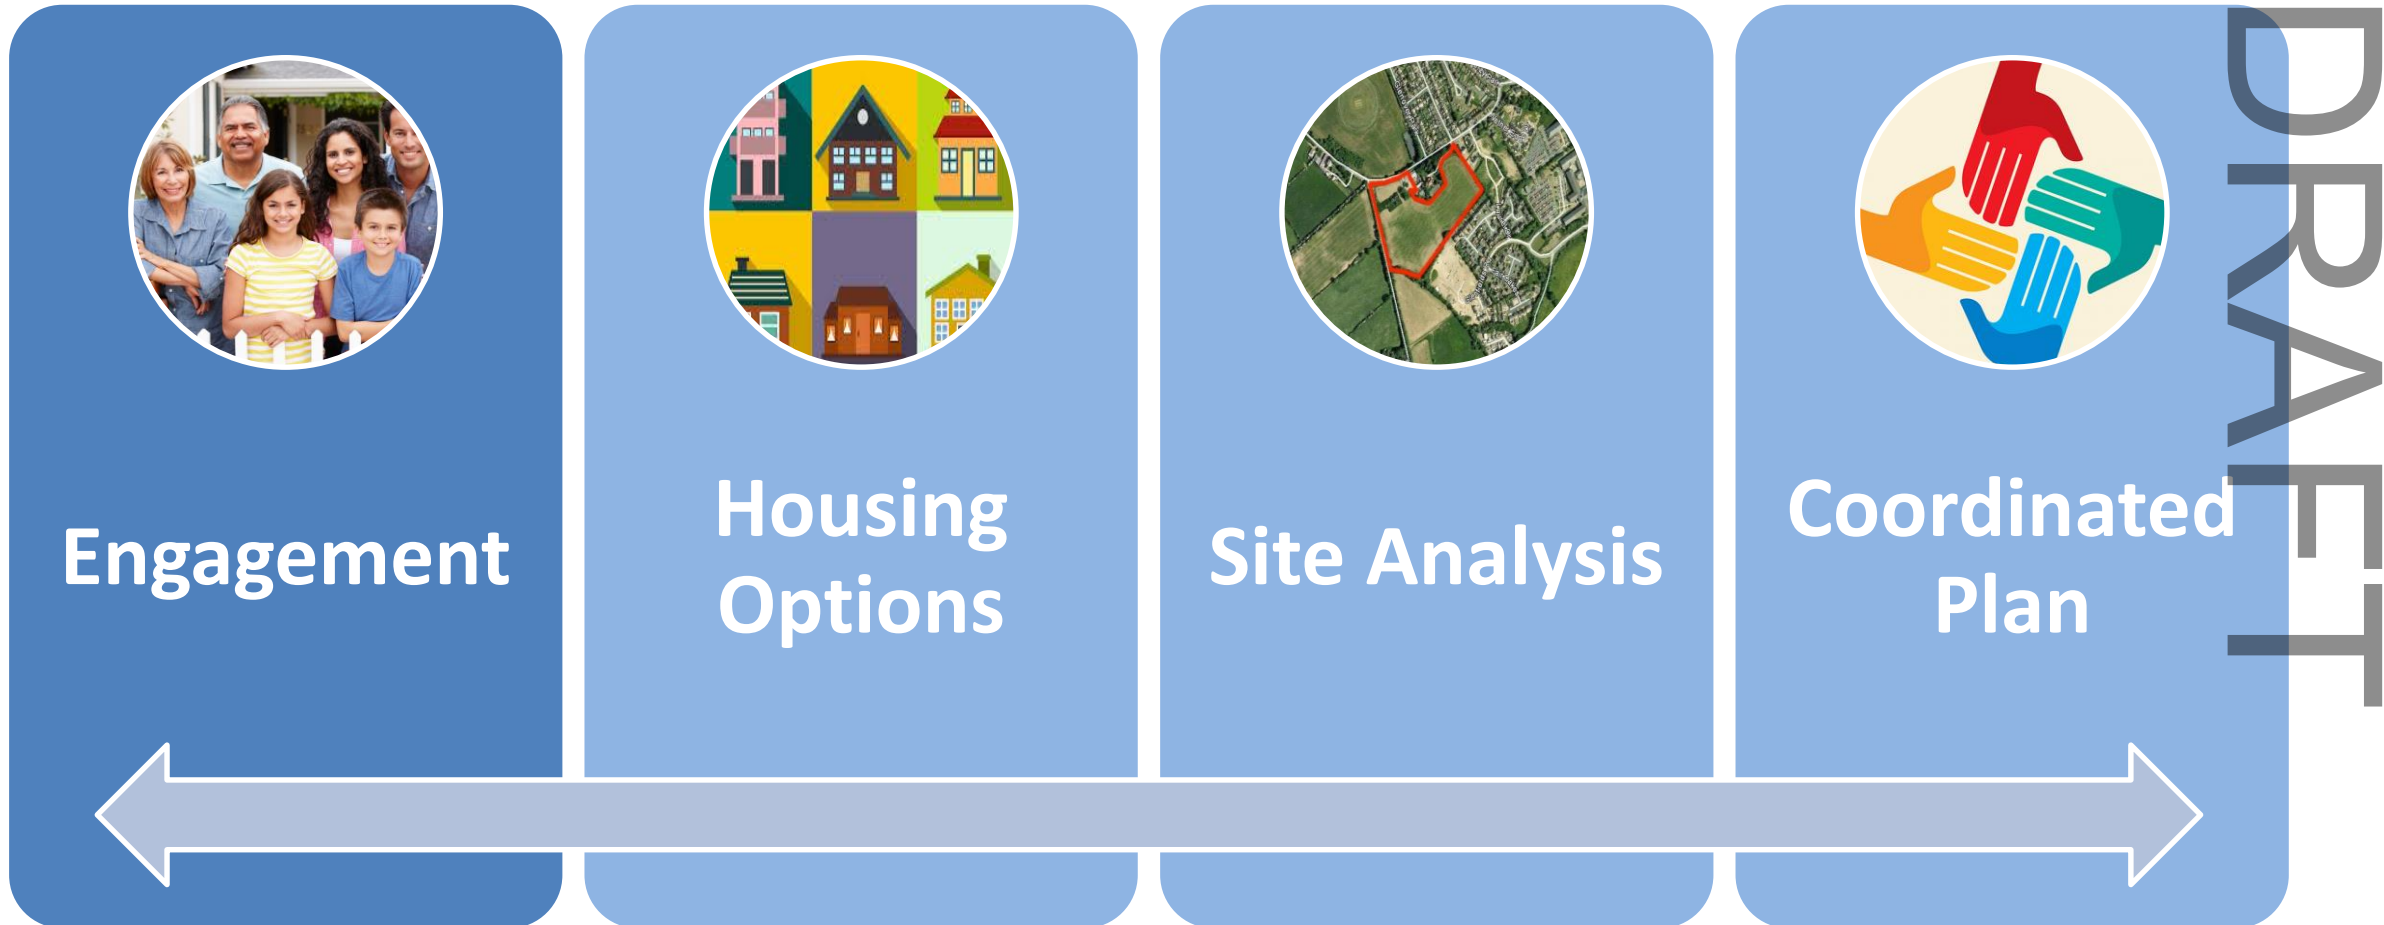 Engagement
Housing
Options
Site Analysis
Coordinated
Plan
DRAFT